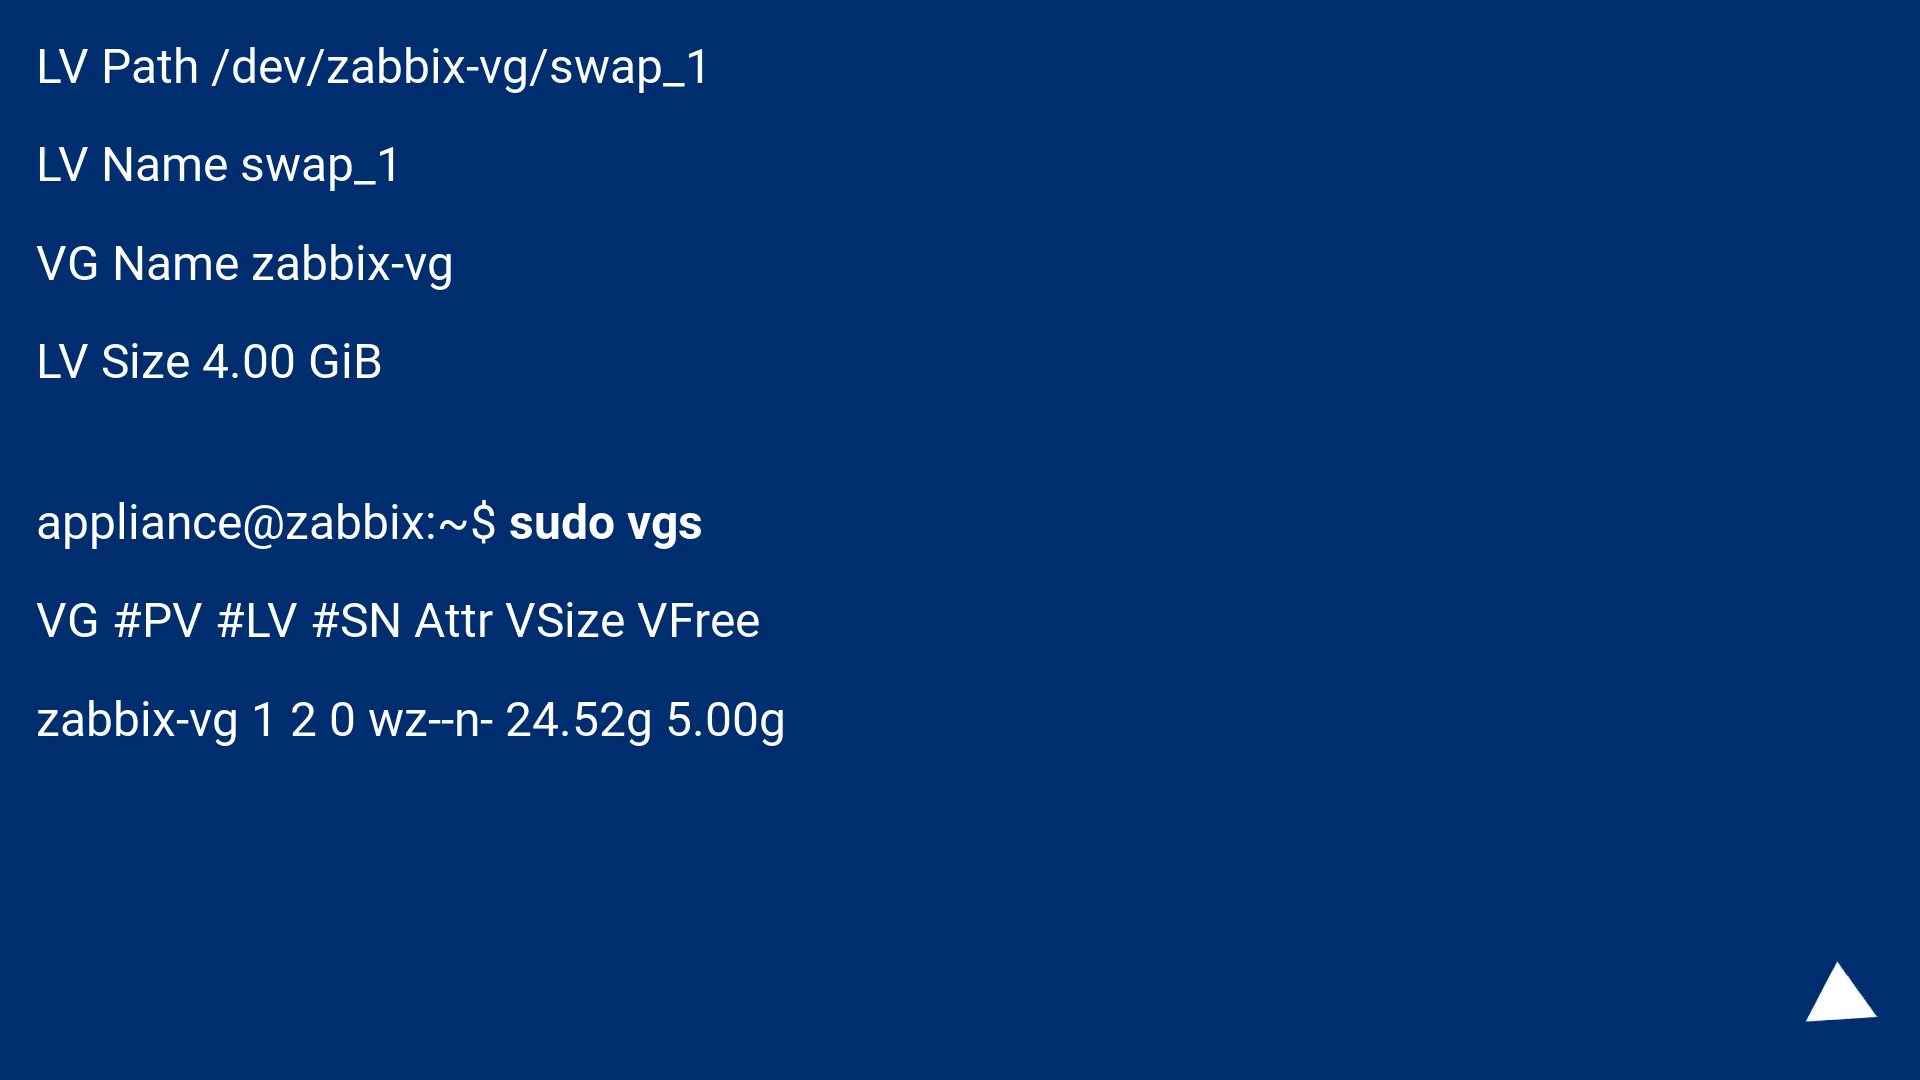 LV Path /dev/zabbix-vg/swap_1
LV Name swap_1
VG Name zabbix-vg
LV Size 4.00 GiB
appliance@zabbix:~$ sudo vgs
VG #PV #LV #SN Attr VSize VFree
zabbix-vg 1 2 0 wz--n- 24.52g 5.00g